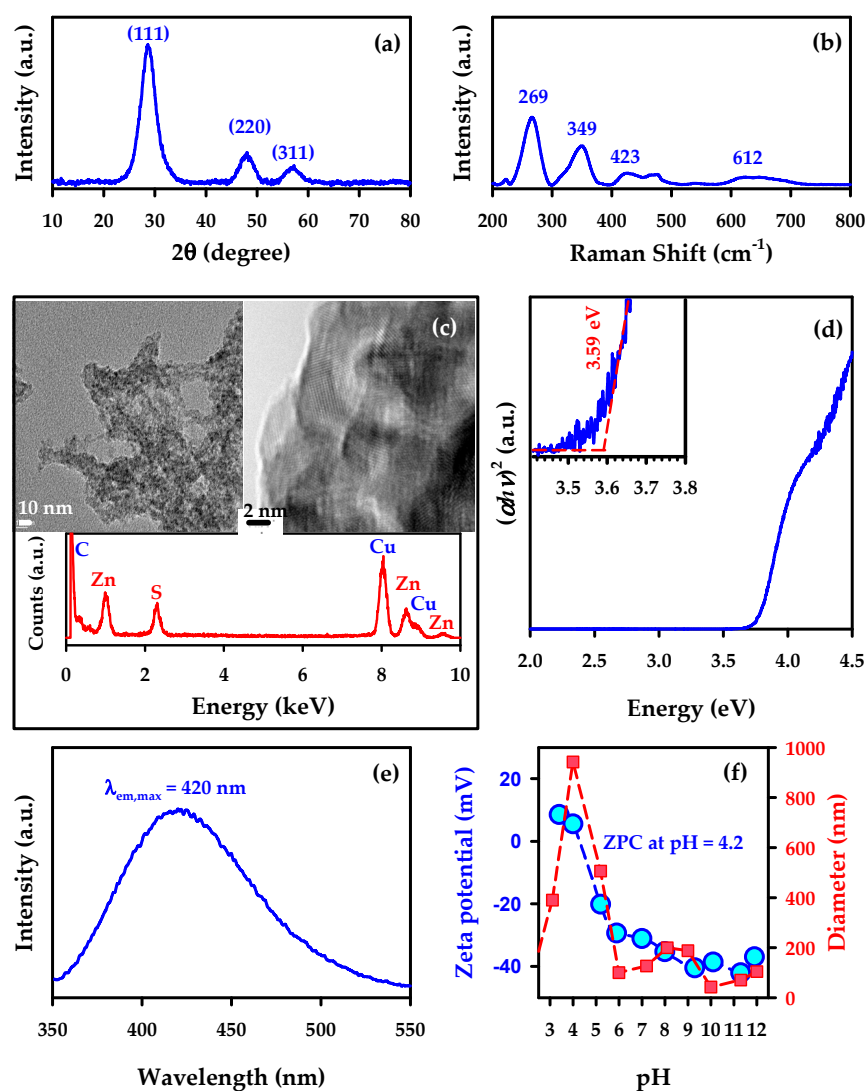 (a)
(111)
(220)
(311)
Intensity (a.u.)
10 20 30 40 50 60 70 80
2θ (degree)
(b)
269
349
423
612
Intensity (a.u.)
200 300 400 500 600 700 800
Raman Shift (cm⁻¹)
(c)
10 nm
2 nm
C
Zn
S
Cu
Zn
Cu
Zn
Counts (a.u.)
0 2 4 6 8 10
Energy (keV)
(d)
3.59 eV
3.5 3.6 3.7 3.8
(αhν)² (a.u.)
2.0 2.5 3.0 3.5 4.0 4.5
Energy (eV)
(e)
λem,max = 420 nm
Intensity (a.u.)
350 400 450 500 550
Wavelength (nm)
(f)
ZPC at pH = 4.2
Zeta potential (mV)
20
0
-20
-40
1000
800
600
400
200
0
Diameter (nm)
3 4 5 6 7 8 9 10 11 12
pH